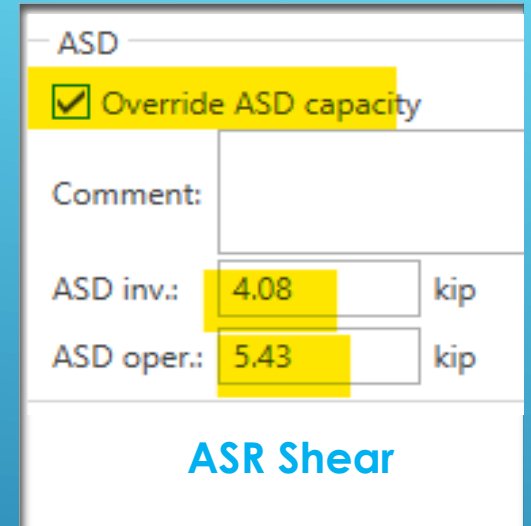 ASD
Override ASD capacity
Comment:
ASD inv.: 4.08 kip
ASD oper.: 5.43 kip
ASR Shear